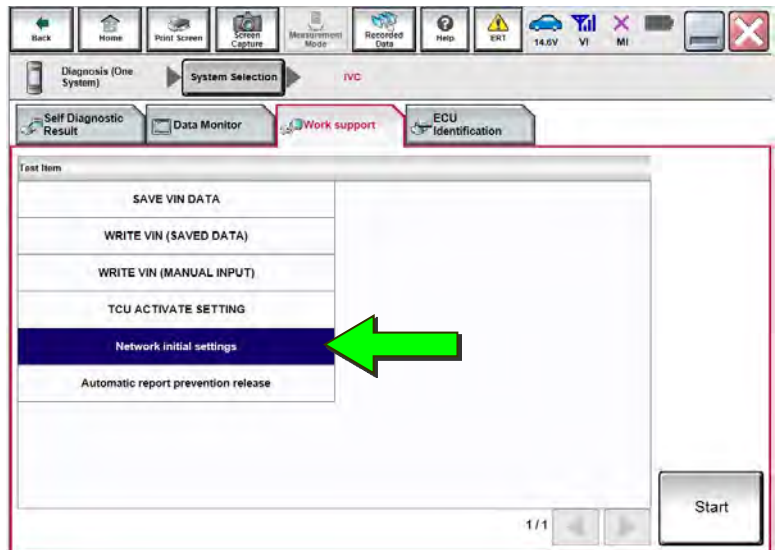 Back
Home
Print Screen
Screen
Capture
Measurement
Mode
Recorded
Data
Help
ERT
14.6V
VI
MI
Diagnosis (One
System)
System Selection
IVC
Self Diagnostic
Result
Data Monitor
Work support
ECU
Identification
Test Item
SAVE VIN DATA
WRITE VIN (SAVED DATA)
WRITE VIN (MANUAL INPUT)
TCU ACTIVATE SETTING
Network initial settings
Automatic report prevention release
1/1
Start